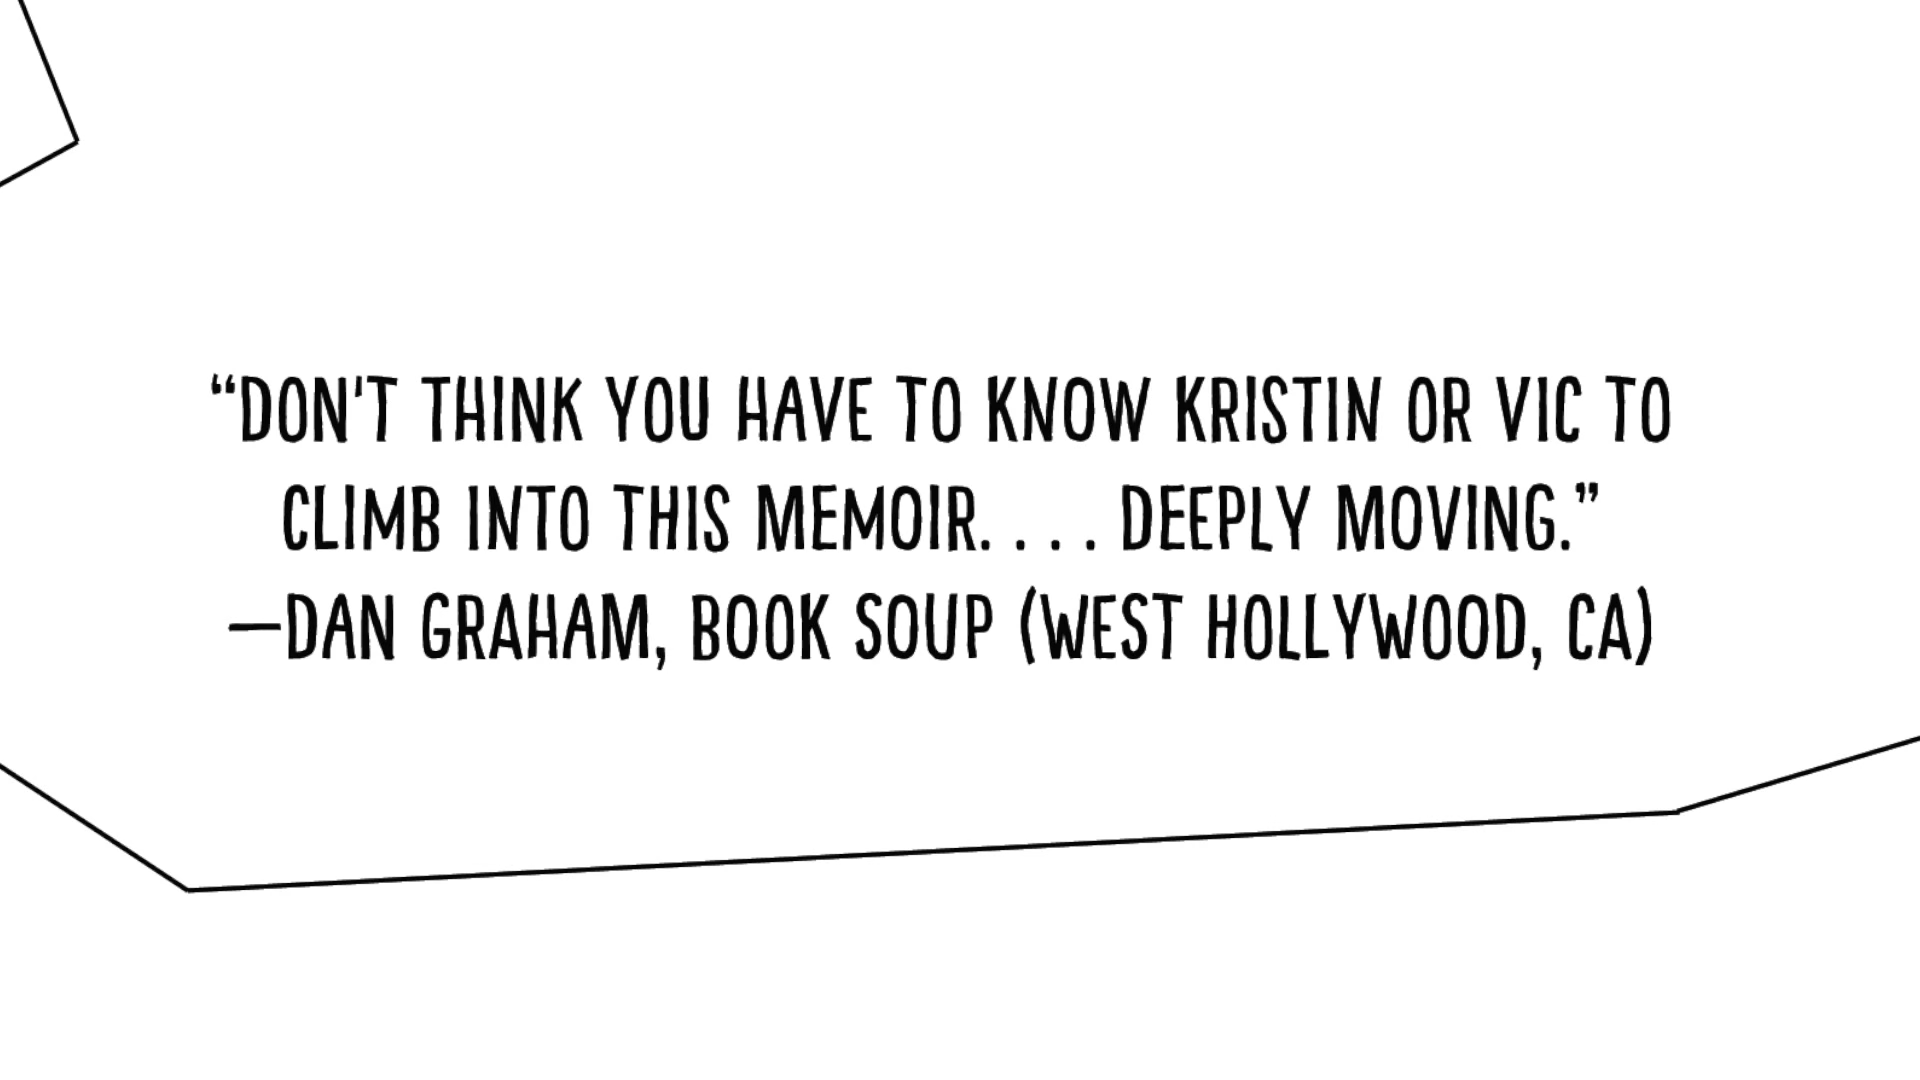 “DON'T THINK YOU HAVE TO KNOW KRISTIN OR VIC TO
CLIMB INTO THIS MEMOIR. . . . DEEPLY MOVING.”
—DAN GRAHAM, BOOK SOUP (WEST HOLLYWOOD, CA)